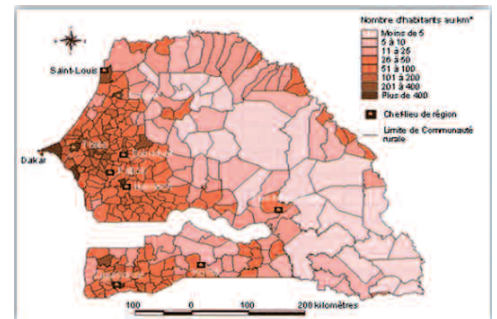 Nombre d'habitants au km²
Moins de 5
5 à 10
11 à 25
26 à 50
51 à 100
101 à 200
201 à 400
Plus de 400
Chef-lieu de région
Limite de Communauté
rurale
Saint-Louis
Thiès
Dakar
100 0 100 200 kilomètres